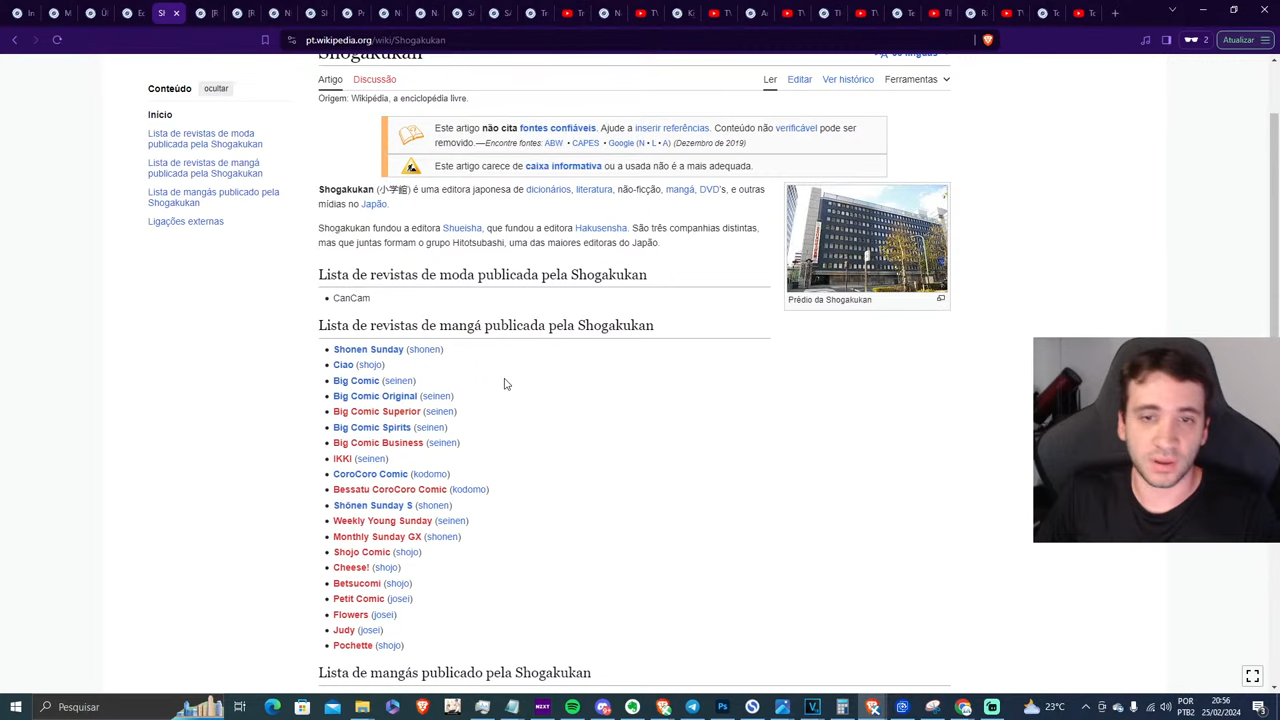 pt.wikipedia.org/wiki/Shogakukan
2
Atualizar
Shogakukan
Conteúdo ocultar
Início
Lista de revistas de moda
publicada pela Shogakukan
Lista de revistas de mangá
publicada pela Shogakukan
Lista de mangás publicado pela
Shogakukan
Ligações externas
Artigo Discussão Ler Editar Ver histórico Ferramentas
Origem: Wikipédia, a enciclopédia livre.
Este artigo não cita fontes confiáveis. Ajude a inserir referências. Conteúdo não verificável pode ser
removido.—Encontre fontes: ABW • CAPES • Google (N • L • A) (Dezembro de 2019)
Este artigo carece de caixa informativa ou a usada não é a mais adequada.
Shogakukan (小学館) é uma editora japonesa de dicionários, literatura, não-ficção, mangá, DVD's, e outras
mídias no Japão.
Shogakukan fundou a editora Shueisha, que fundou a editora Hakusensha. São três companhias distintas,
mas que juntas formam o grupo Hitotsubashi, uma das maiores editoras do Japão.
Prédio da Shogakukan
Lista de revistas de moda publicada pela Shogakukan
• CanCam
Lista de revistas de mangá publicada pela Shogakukan
• Shonen Sunday (shonen)
• Ciao (shojo)
• Big Comic (seinen)
• Big Comic Original (seinen)
• Big Comic Superior (seinen)
• Big Comic Spirits (seinen)
• Big Comic Business (seinen)
• IKKI (seinen)
• CoroCoro Comic (kodomo)
• Bessatu CoroCoro Comic (kodomo)
• Shōnen Sunday S (shonen)
• Weekly Young Sunday (seinen)
• Monthly Sunday GX (shonen)
• Shojo Comic (shojo)
• Cheese! (shojo)
• Betsucomi (shojo)
• Petit Comic (josei)
• Flowers (josei)
• Judy (josei)
• Pochette (shojo)
Lista de mangás publicado pela Shogakukan
Pesquisar
23°C
POR
PTB2
20:56
25/02/2024